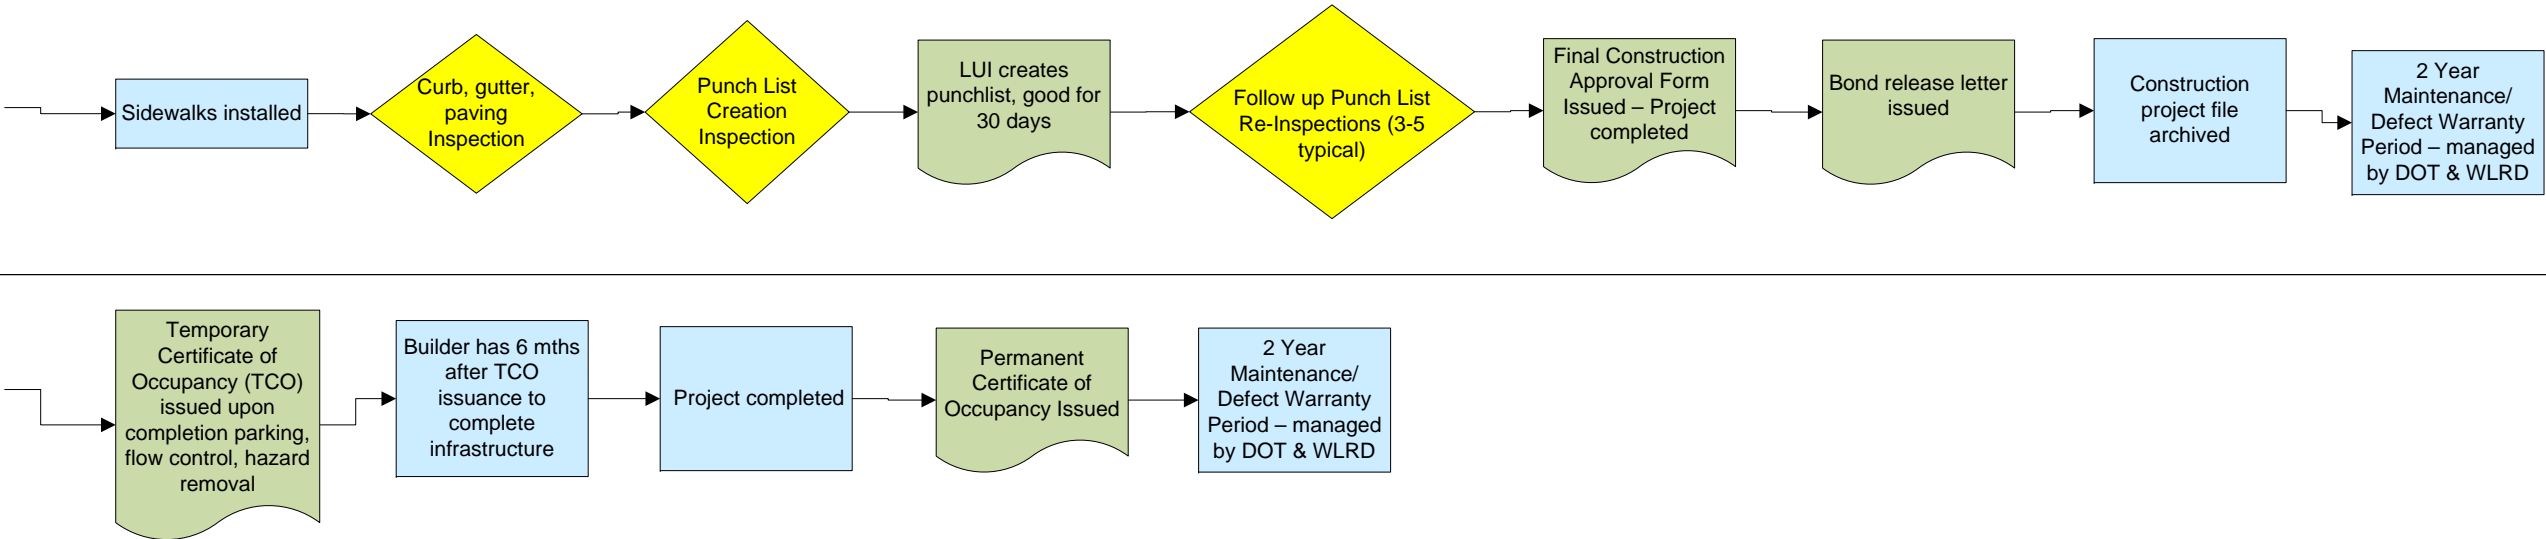 Sidewalks installed
Curb, gutter,
paving
Inspection
Punch List
Creation
Inspection
LUI creates
punchlist, good for
30 days
Follow up Punch List
Re-Inspections (3-5
typical)
Final Construction
Approval Form
Issued – Project
completed
Bond release letter
issued
Construction
project file
archived
2 Year
Maintenance/
Defect Warranty
Period – managed
by DOT & WLRD
Temporary
Certificate of
Occupancy (TCO)
issued upon
completion parking,
flow control, hazard
removal
Builder has 6 mths
after TCO
issuance to
complete
infrastructure
Project completed
Permanent
Certificate of
Occupancy Issued
2 Year
Maintenance/
Defect Warranty
Period – managed
by DOT & WLRD